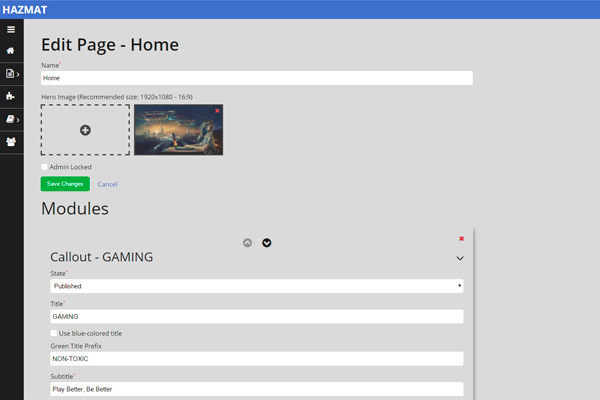 HAZMAT
Edit Page - Home
Name*
Home
Hero Image (Recommended size: 1920x1080 - 16:9)
Admin Locked
Save Changes Cancel
Modules
Callout - GAMING
State*
Published
Title*
GAMING
Use blue-colored title
Green Title Prefix
NON-TOXIC
Subtitle*
Play Better, Be Better